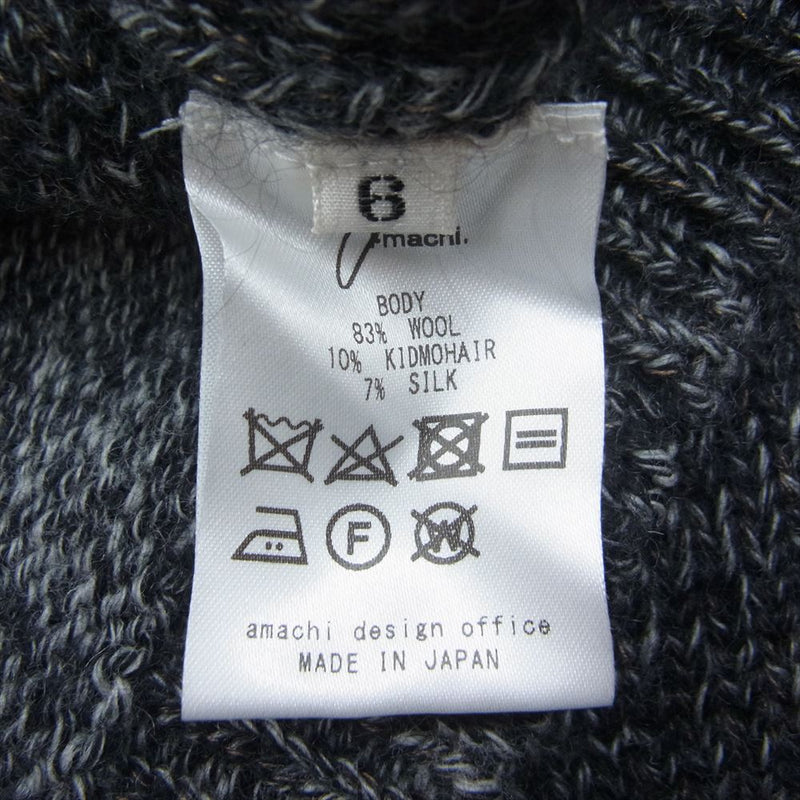 6
amachi.
BODY
83% WOOL
10% KIDMOHAIR
7% SILK
F
W
amachi design office
MADE IN JAPAN